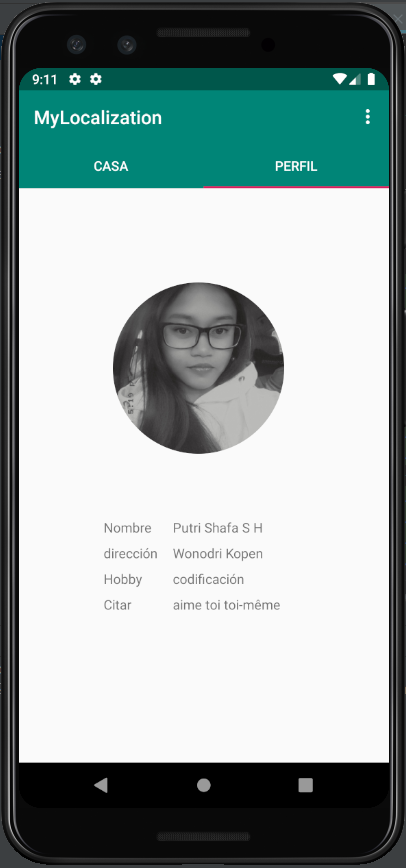 9:11
MyLocalization
CASA PERFIL
Nombre Putri Shafa S H
dirección Wonodri Kopen
Hobby codificación
Citar aime toi toi-même